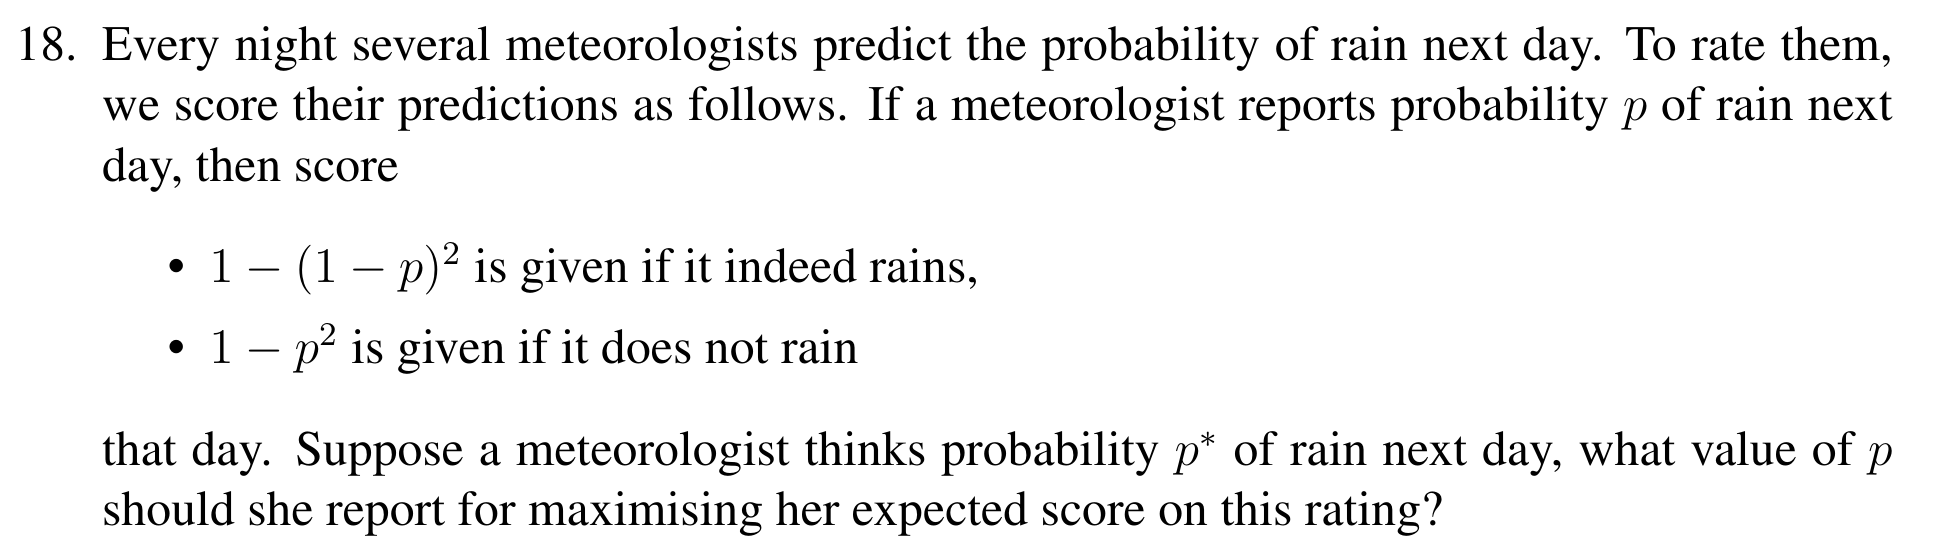 18. Every night several meteorologists predict the probability of rain next day. To rate them,
we score their predictions as follows. If a meteorologist reports probability p of rain next
day, then score
• 1 − (1 − p)² is given if it indeed rains,
• 1 − p² is given if it does not rain
that day. Suppose a meteorologist thinks probability p* of rain next day, what value of p
should she report for maximising her expected score on this rating?